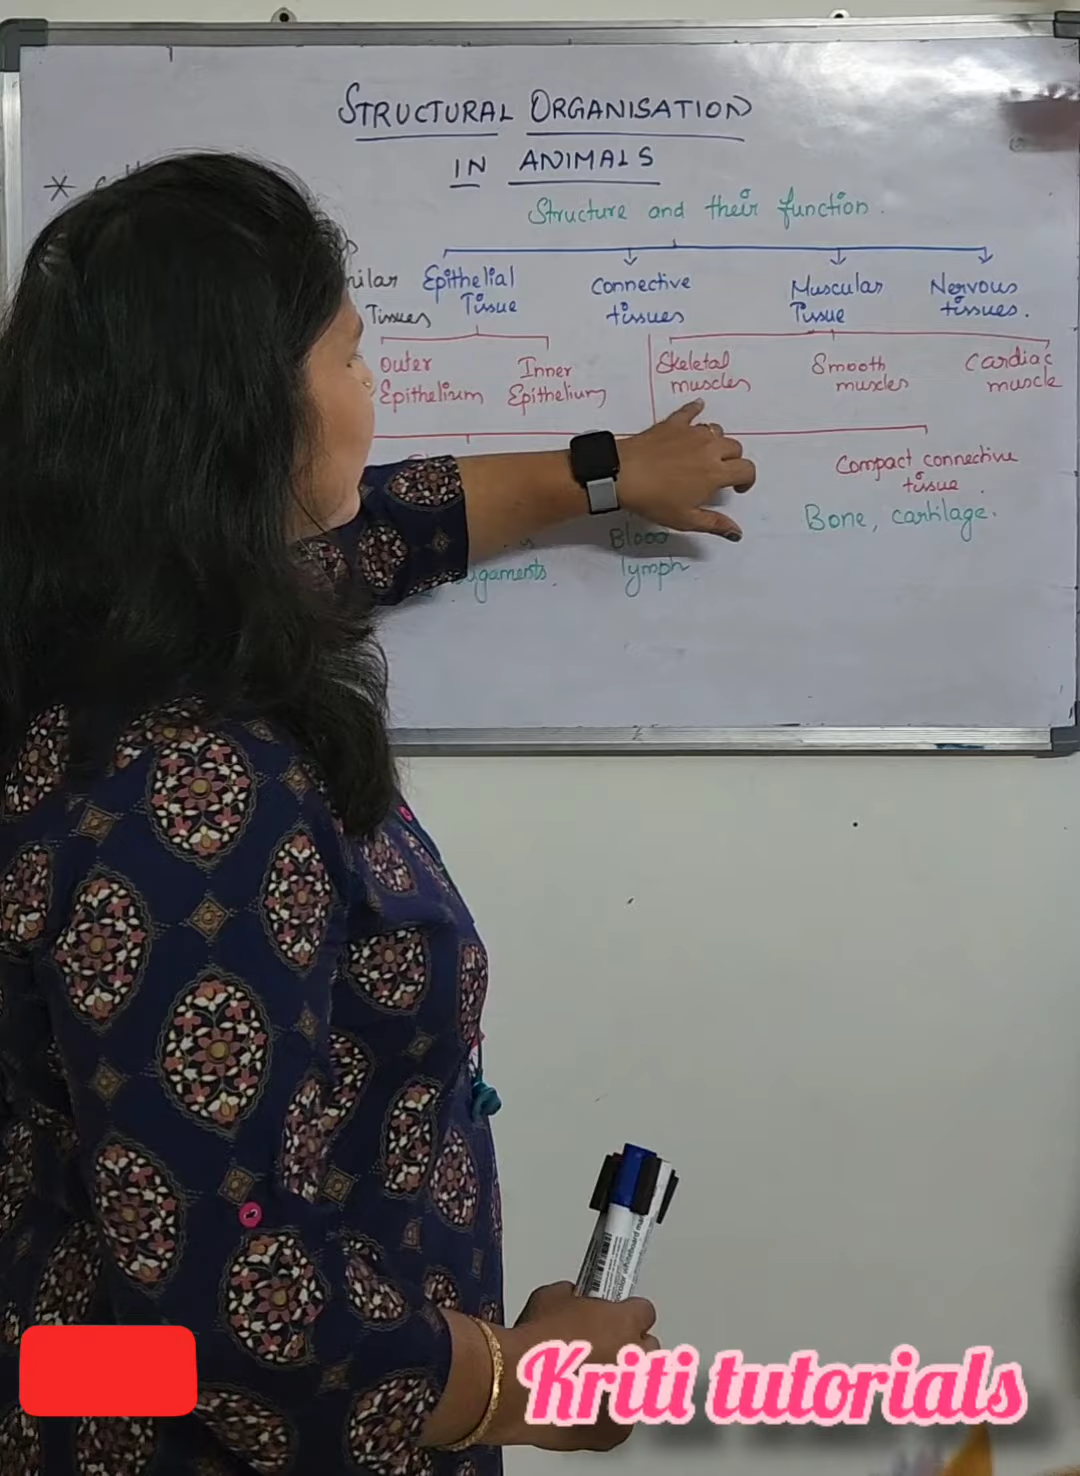 STRUCTURAL ORGANISATION
IN ANIMALS
Structure and their function.
Epithelial
Tissue
Connective
tissues
Muscular
Tissue
Nervous
tissues.
Tissues
Outer
Epithelium
Inner
Epithelium
Skeletal
muscles
Smooth
muscles
Cardiac
muscle
Compact connective
tissue.
Bone, cartilage.
Blood
lymph.
Kriti tutorials